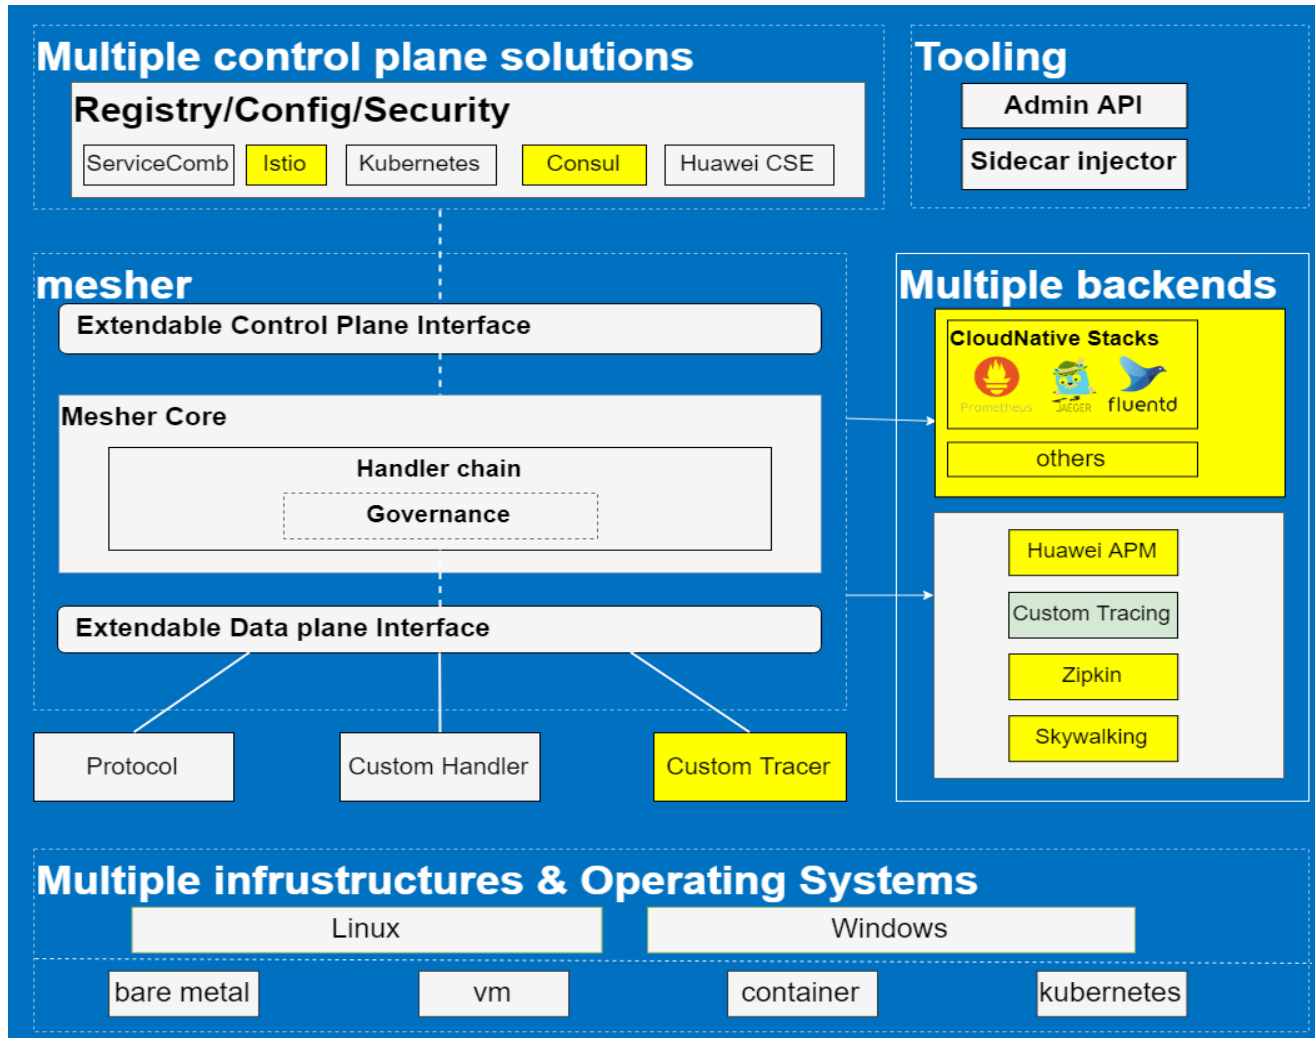 Multiple control plane solutions
Registry/Config/Security
ServiceComb Istio Kubernetes Consul Huawei CSE
Tooling
Admin API
Sidecar injector
mesher
Extendable Control Plane Interface
Mesher Core
Handler chain
Governance
Extendable Data plane Interface
Protocol Custom Handler Custom Tracer
Multiple backends
CloudNative Stacks
Prometheus JAEGER fluentd
others
Huawei APM
Custom Tracing
Zipkin
Skywalking
Multiple infrustructures & Operating Systems
Linux Windows
bare metal vm container kubernetes